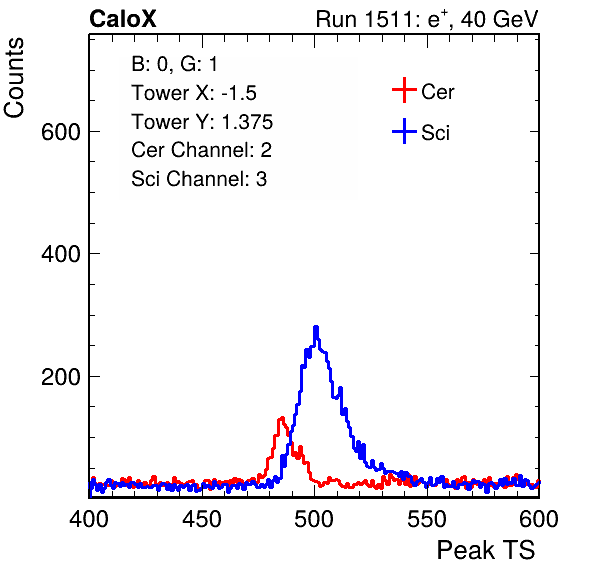 CaloX Run 1511: e⁺, 40 GeV
B: 0, G: 1
Tower X: -1.5
Tower Y: 1.375
Cer Channel: 2
Sci Channel: 3
Cer
Sci
Counts
600
400
200
400 450 500 550 600
Peak TS